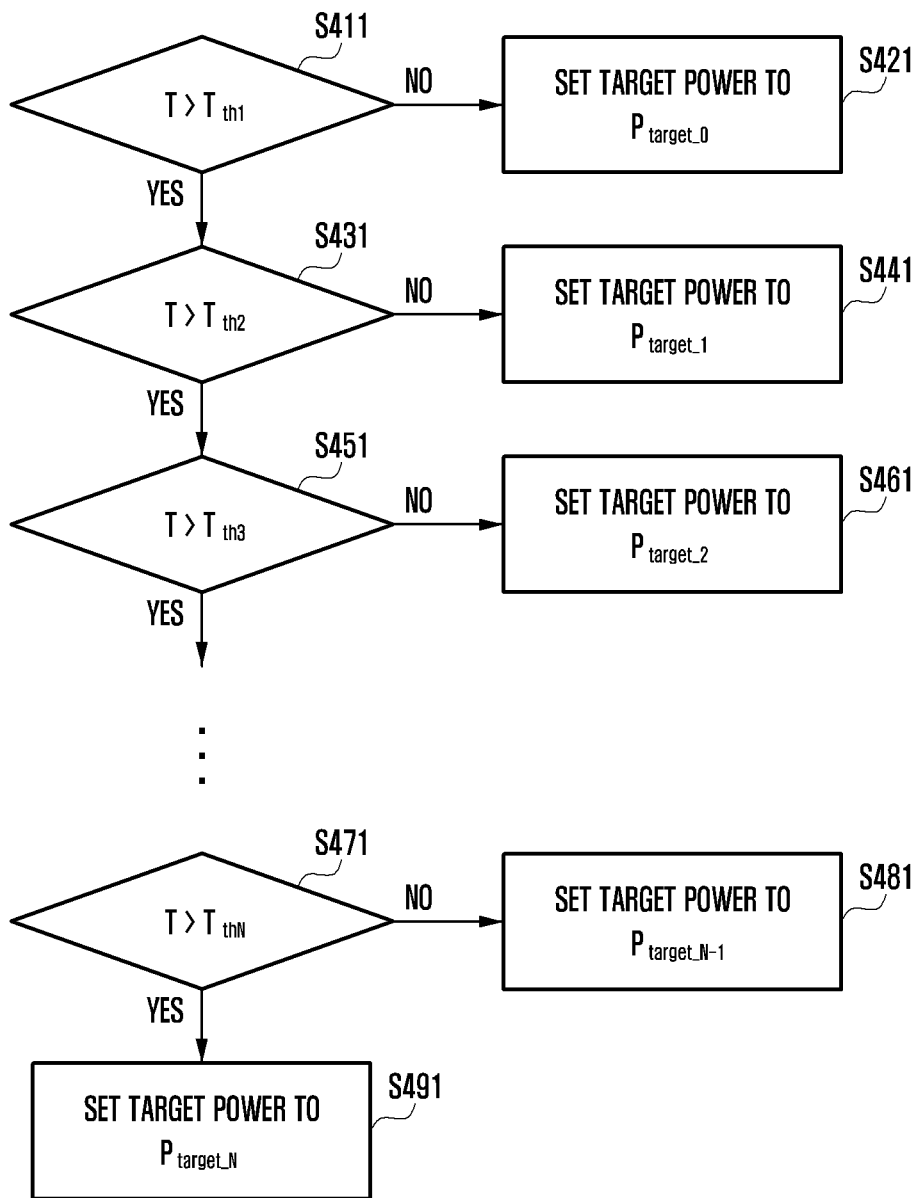 S411
T > T th1
NO
SET TARGET POWER TO
P target_0
S421
YES
S431
T > T th2
NO
SET TARGET POWER TO
P target_1
S441
YES
S451
T > T th3
NO
SET TARGET POWER TO
P target_2
S461
YES
S471
T > T thN
NO
SET TARGET POWER TO
P target_N-1
S481
YES
SET TARGET POWER TO
P target_N
S491